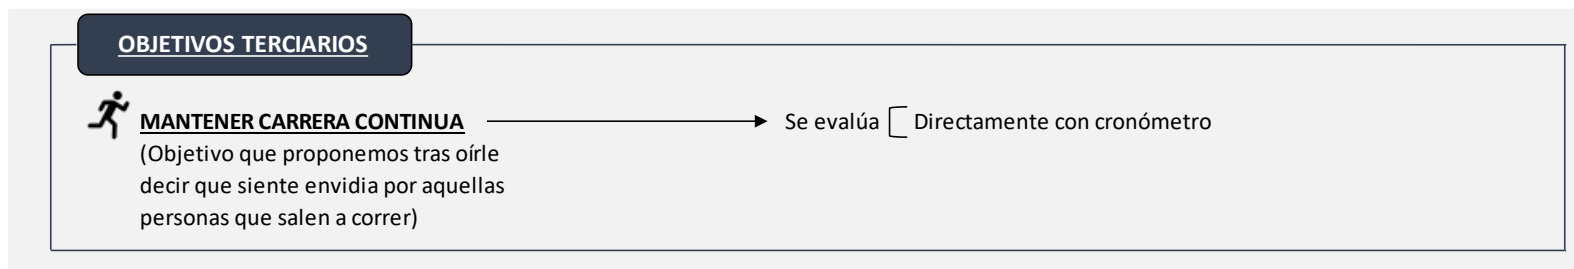 OBJETIVOS TERCIARIOS
MANTENER CARRERA CONTINUA
Se evalúa
Directamente con cronómetro
(Objetivo que proponemos tras oírle
decir que siente envidia por aquellas
personas que salen a correr)